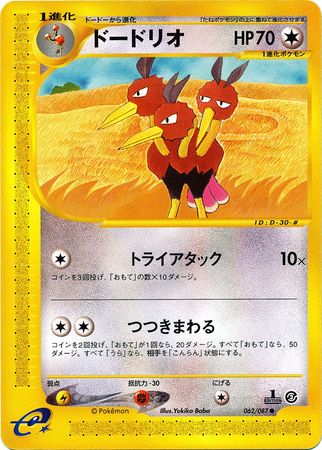 1進化
ドードーから進化
「たねポケモン」の上に重ねて進化させます。
ドードリオ
HP70
1進化ポケモン
ID:D-30-#
トライアタック
10×
コインを3回投げ、「おもて」の数×10ダメージ。
つつきまわる
コインを2回投げ、「おもて」が1回なら、20ダメージ。すべて「おもて」なら、50
ダメージ。すべて「うら」なら、相手を「こんらん」状態にする。
弱点
抵抗力 -30
にげる
1 EDITION
© Pokémon
Illus.Yukiko Baba
062/087 ●
e